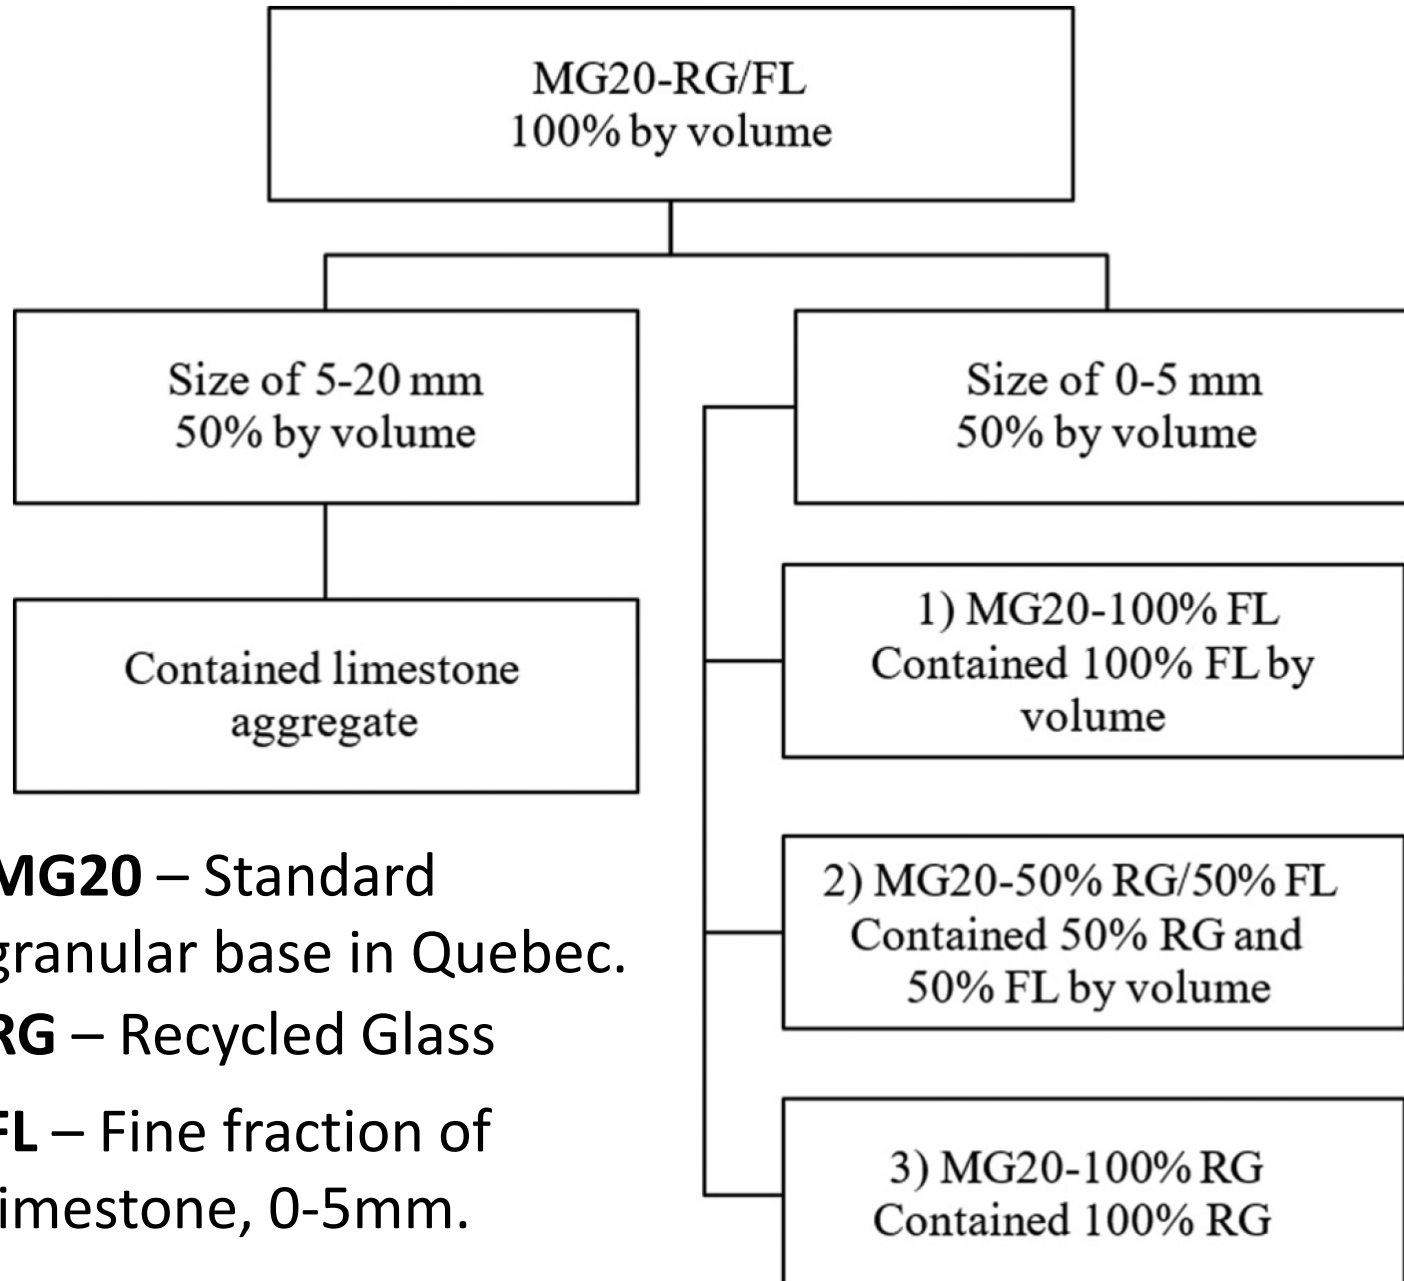 MG20-RG/FL
100% by volume
Size of 5-20 mm
50% by volume
Size of 0-5 mm
50% by volume
Contained limestone
aggregate
1) MG20-100% FL
Contained 100% FL by
volume
2) MG20-50% RG/50% FL
Contained 50% RG and
50% FL by volume
3) MG20-100% RG
Contained 100% RG
MG20 – Standard
granular base in Quebec.
RG – Recycled Glass
FL – Fine fraction of
limestone, 0-5mm.